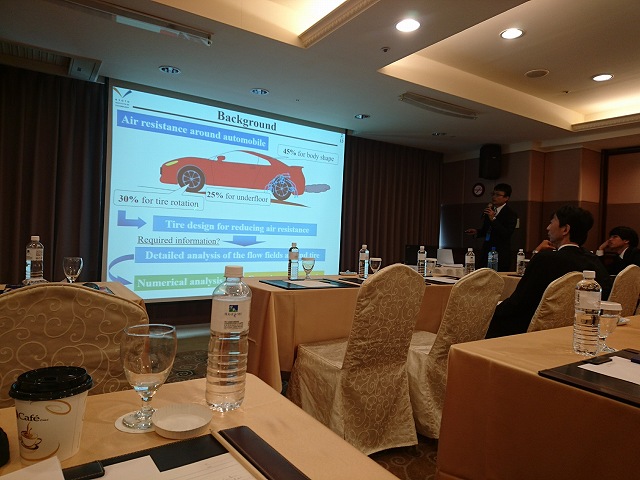 Background
Air resistance around automobile
45% for body shape
30% for tire rotation
25% for underfloor
Tire design for reducing air resistance
Required information?
Detailed analysis of the flow fields tire
Numerical analysis
Café